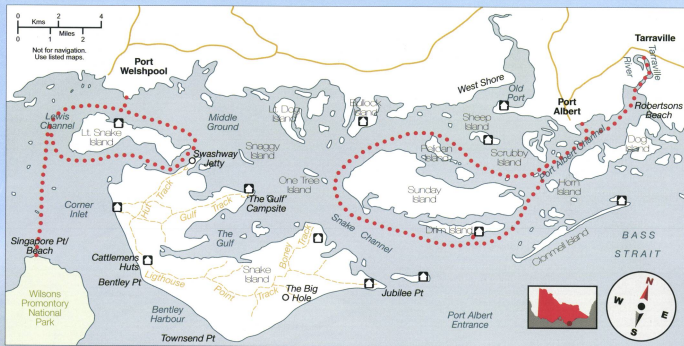 0
2
4
Kms
Miles
0
1
2
Not for navigation.
Use listed maps.
Port
Welshpool
Lewis
Channel
Lt Snake
Island
Middle
Ground
Lt Dog
Island
Bullock
Island
West Shore
Old
Port
Tarraville
Tarraville
River
Port
Albert
Robertsons
Beach
Sheep
Island
Scrubby
Island
Port Albert Channel
Dog
Island
Snaggy
Island
Swashway
Jetty
One Tree
Island
Sunday
Island
Horn
Island
Hut Track
Gulf Track
'The Gulf'
Campsite
Corner
Inlet
The
Gulf
Snake Channel
Drum Island
Clonmel Island
BASS
STRAIT
Singapore Pt/
Beach
Cattlemens
Huts
Bentley Pt
Snake
Island
Boney Track
Ligthouse Point Track
The Big
Hole
Jubilee Pt
Wilsons
Promontory
National
Park
Bentley
Harbour
Townsend Pt
Port Albert
Entrance
N
W
E
S